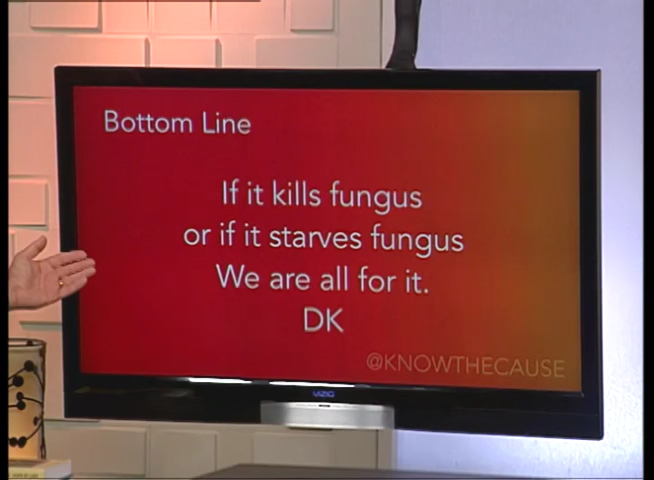 Bottom Line
If it kills fungus
or if it starves fungus
We are all for it.
DK
@KNOWTHECAUSE
VIZIO